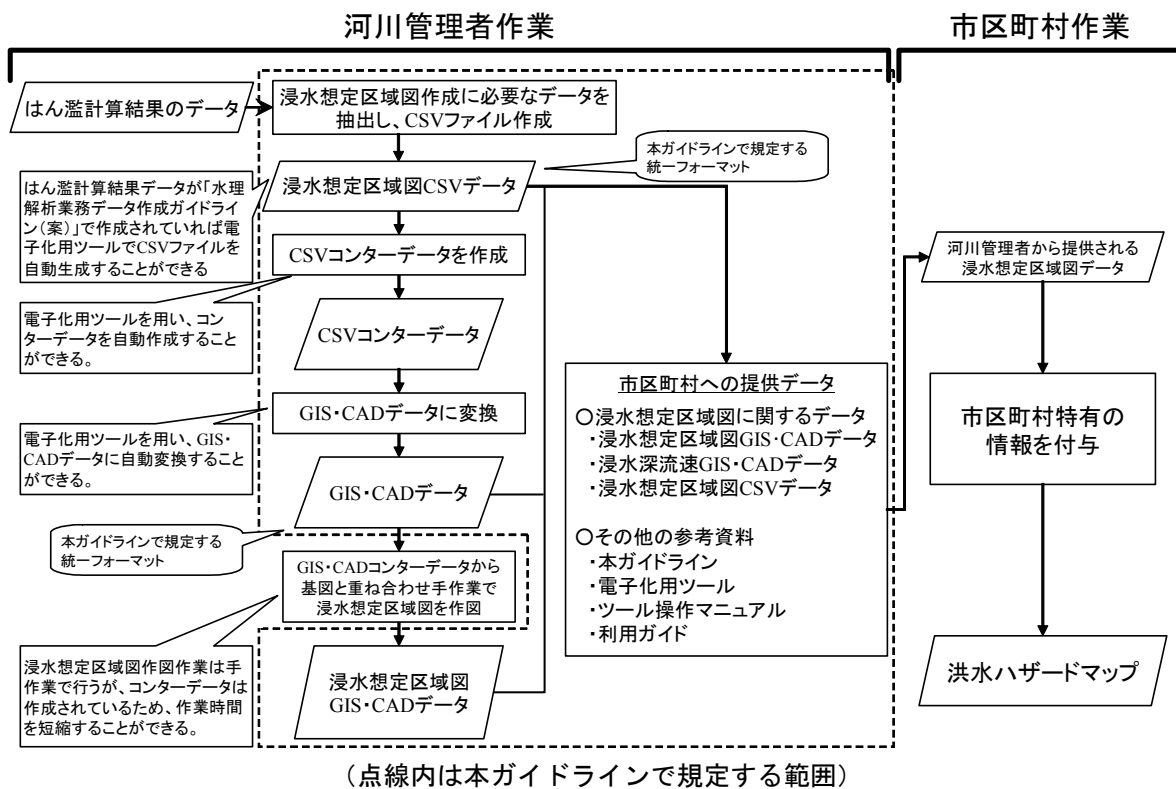 河川管理者作業
市区町村作業
はん濫計算結果のデータ
浸水想定区域図作成に必要なデータを
抽出し、CSVファイル作成
本ガイドラインで規定する
統一フォーマット
浸水想定区域図CSVデータ
はん濫計算結果データが「水理
解析業務データ作成ガイドライ
ン(案)」で作成されていれば電
子化用ツールでCSVファイルを
自動生成することができる
CSVコンターデータを作成
電子化用ツールを用い、コン
ターデータを自動作成すること
ができる。
CSVコンターデータ
GIS・CADデータに変換
電子化用ツールを用い、GIS・
CADデータに自動変換すること
ができる。
GIS・CADデータ
本ガイドラインで規定する
統一フォーマット
GIS・CADコンターデータから
基図と重ね合わせ手作業で
浸水想定区域図を作図
浸水想定区域図作図作業は手
作業で行うが、コンターデータは
作成されているため、作業時間
を短縮することができる。
浸水想定区域図
GIS・CADデータ
市区町村への提供データ
○浸水想定区域図に関するデータ
・浸水想定区域図GIS・CADデータ
・浸水深流速GIS・CADデータ
・浸水想定区域図CSVデータ
○その他の参考資料
・本ガイドライン
・電子化用ツール
・ツール操作マニュアル
・利用ガイド
河川管理者から提供される
浸水想定区域図データ
市区町村特有の
情報を付与
洪水ハザードマップ
(点線内は本ガイドラインで規定する範囲)